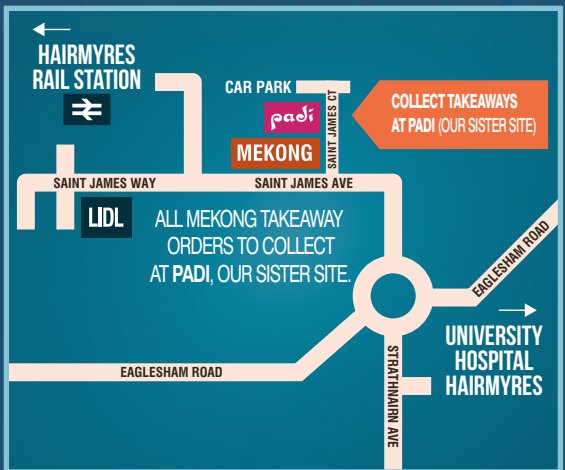 HAIRMYRES
RAIL STATION
CAR PARK
padi
MEKONG
SAINT JAMES CT
COLLECT TAKEAWAYS
AT PADI (OUR SISTER SITE)
SAINT JAMES WAY
SAINT JAMES AVE
LIDL
ALL MEKONG TAKEAWAY
ORDERS TO COLLECT
AT PADI, OUR SISTER SITE.
EAGLESHAM ROAD
UNIVERSITY
HOSPITAL
HAIRMYRES
EAGLESHAM ROAD
STRATHNAIRN AVE